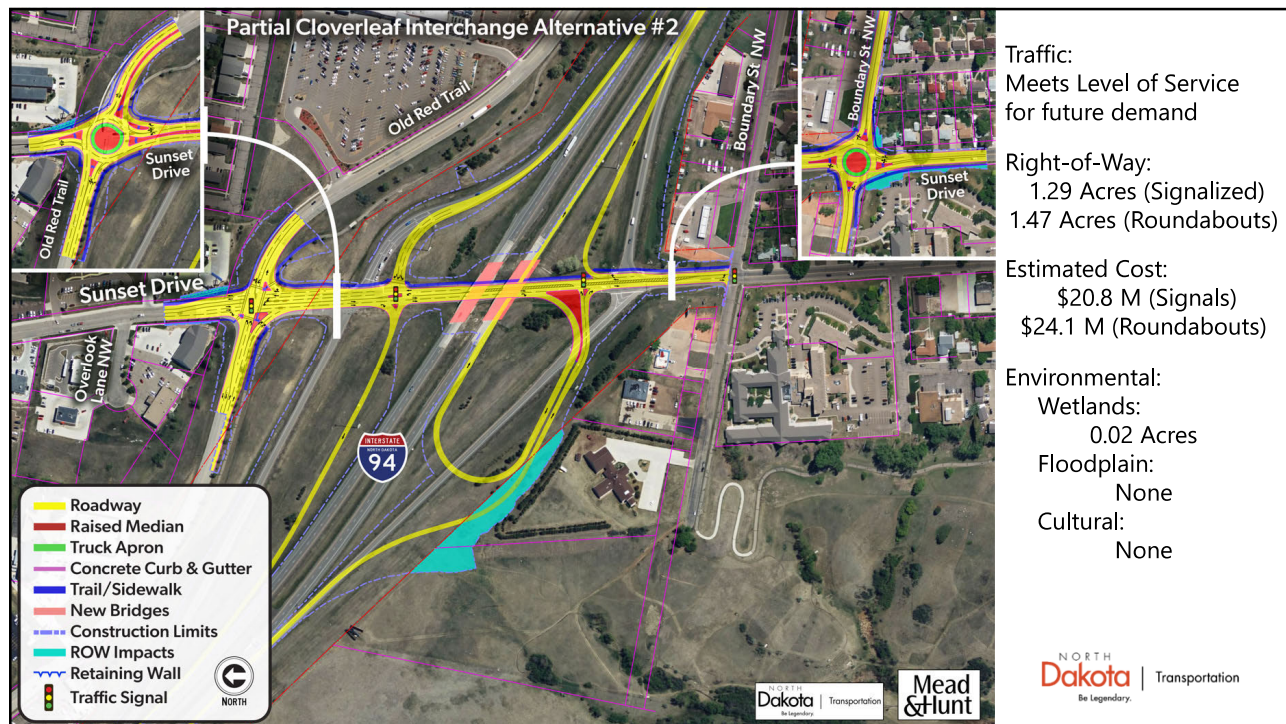 Partial Cloverleaf Interchange Alternative #2
Old Red Trail
Sunset
Drive
Old Red Trail
Boundary St NW
Boundary St NW
Sunset
Drive
Sunset Drive
Overlook
Lane NW
INTERSTATE
NORTH DAKOTA
94
Roadway
Raised Median
Truck Apron
Concrete Curb & Gutter
Trail/Sidewalk
New Bridges
Construction Limits
ROW Impacts
Retaining Wall
Traffic Signal
NORTH
NORTH
Dakota | Transportation
Be Legendary.
Mead
&Hunt
Traffic:
Meets Level of Service
for future demand
Right-of-Way:
1.29 Acres (Signalized)
1.47 Acres (Roundabouts)
Estimated Cost:
$20.8 M (Signals)
$24.1 M (Roundabouts)
Environmental:
Wetlands:
0.02 Acres
Floodplain:
None
Cultural:
None
NORTH
Dakota | Transportation
Be Legendary.